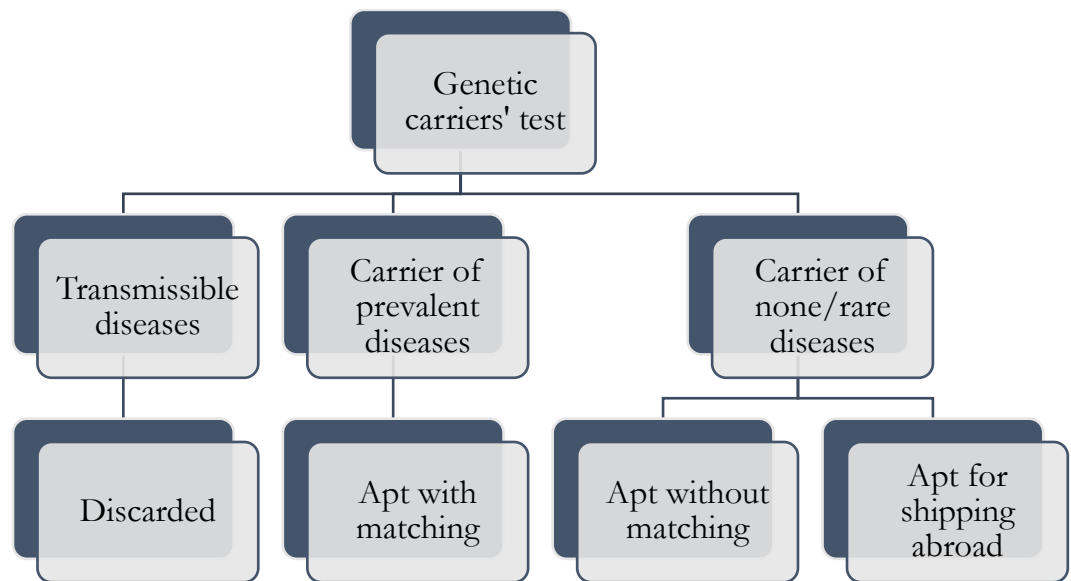 Genetic
carriers' test
Transmissible
diseases
Carrier of
prevalent
diseases
Carrier of
none/rare
diseases
Discarded
Apt with
matching
Apt without
matching
Apt for
shipping
abroad